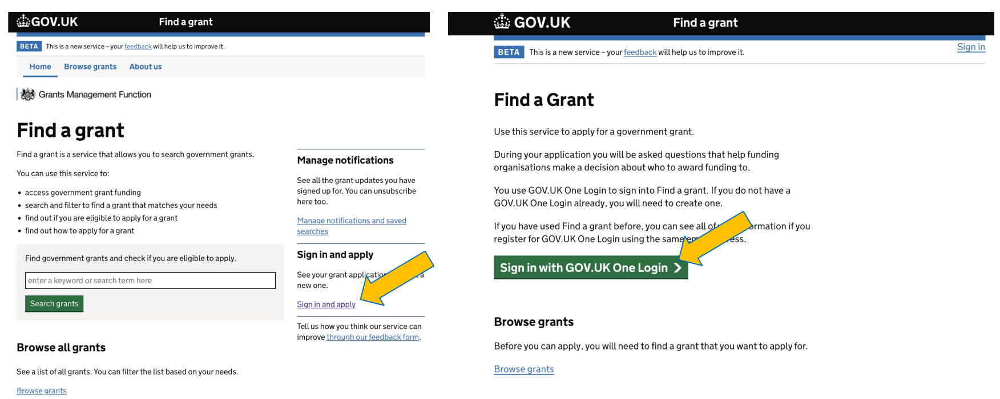 GOV.UK
Find a grant
BETA This is a new service – your feedback will help us to improve it.
Home Browse grants About us
Grants Management Function
Find a grant
Find a grant is a service that allows you to search government grants.
You can use this service to:
• access government grant funding
• search and filter to find a grant that matches your needs
• find out if you are eligible to apply for a grant
• find out how to apply for a grant
Find government grants and check if you are eligible to apply.
enter a keyword or search term here
Search grants
Browse all grants
See a list of all grants. You can filter the list based on your needs.
Browse grants
Manage notifications
See all the grant updates you have
signed up for. You can unsubscribe
here too.
Manage notifications and saved
searches
Sign in and apply
See your grant a
new one.
Sign in and apply
Tell us how you think our service can
improve through our feedback form.
GOV.UK
Find a grant
BETA This is a new service – your feedback will help us to improve it.
Sign in
Find a Grant
Use this service to apply for a government grant.
During your application you will be asked questions that help funding
organisations make a decision about who to award funding to.
You use GOV.UK One Login to sign into Find a grant. If you do not have a
GOV.UK One Login already, you will need to create one.
If you have used Find a grant before, you can see all of if you
register for GOV.UK One Login using the same
Sign in with GOV.UK One Login
Browse grants
Before you can apply, you will need to find a grant that you want to apply for.
Browse grants